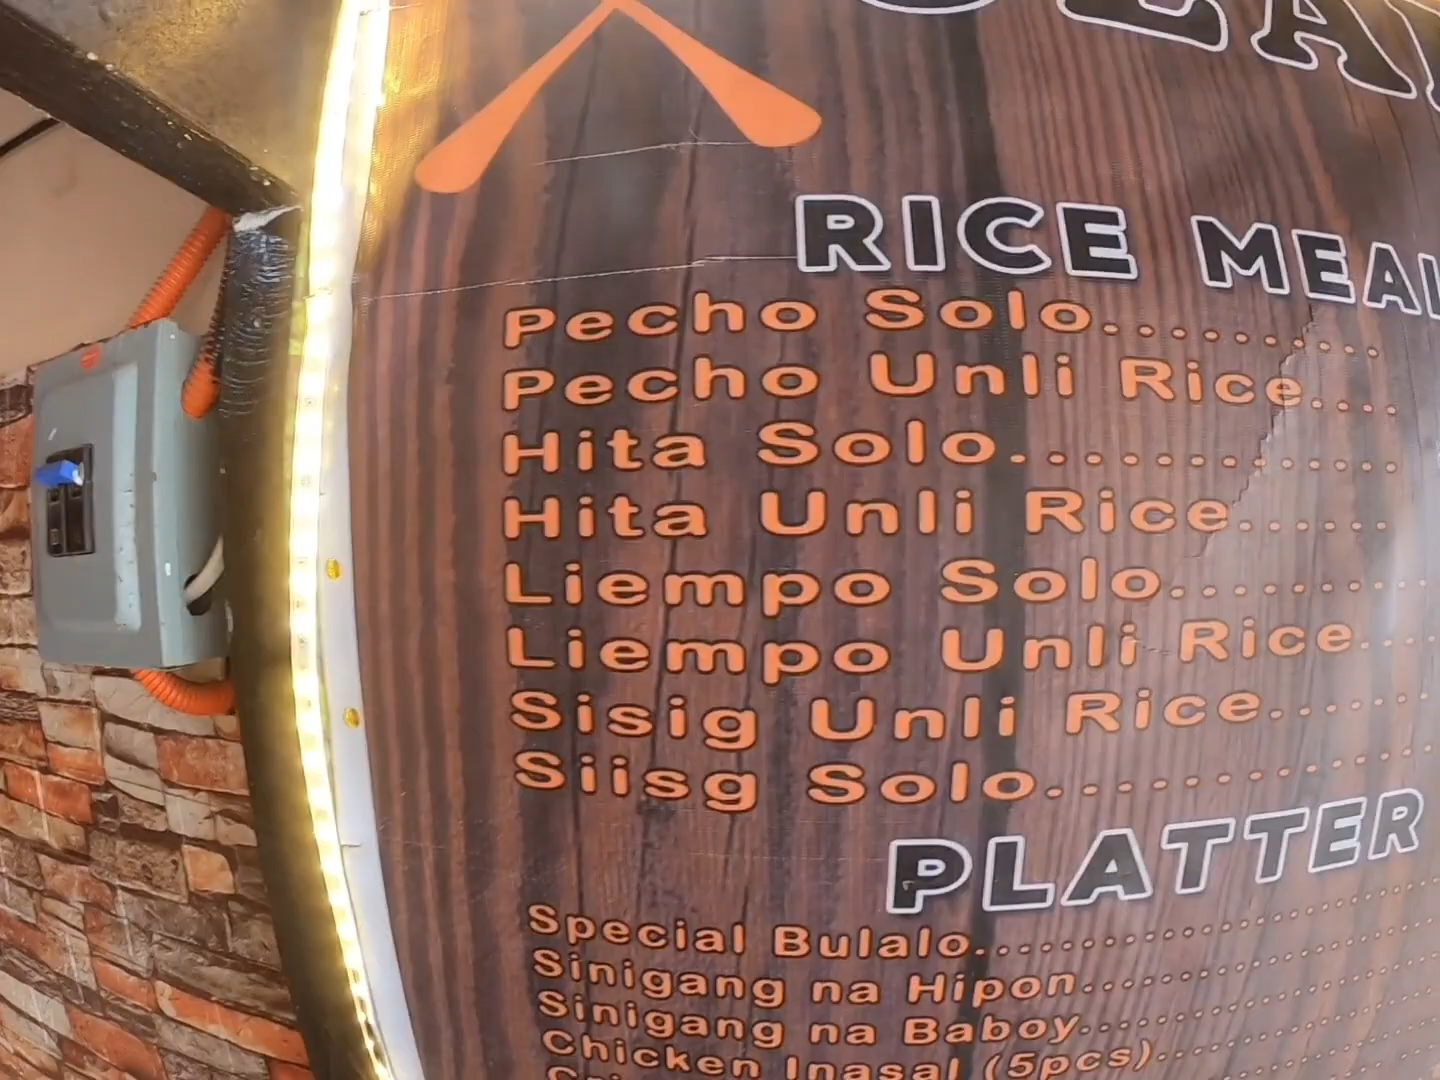 RICE MEAL
Pecho Solo..............
Pecho Unli Rice....
Hita Solo..............
Hita Unli Rice......
Liempo Solo...........
Liempo Unli Rice....
Sisig Unli Rice.......
Siisg Solo..............
PLATTER
Special Bulalo..............................
Sinigang na Hipon......................
Sinigang na Baboy......................
Chicken Inasal (5pcs)..................